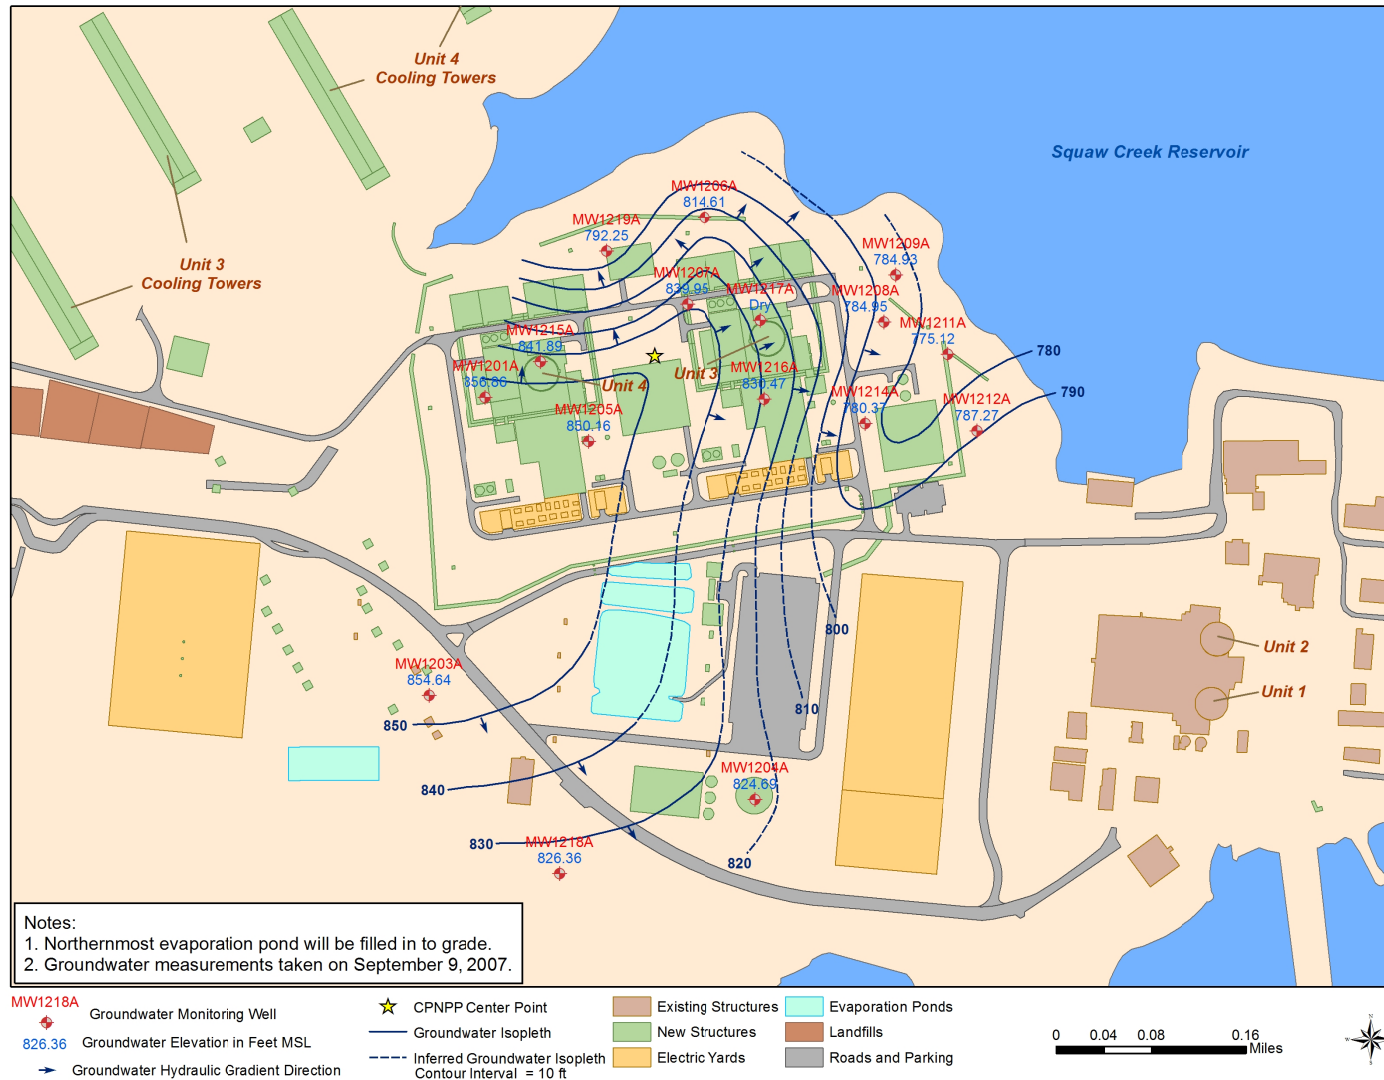 Unit 4
Cooling Towers
Squaw Creek Reservoir
MW1206A
814.61
MW1219A
792.25
MW1209A
784.93
Unit 3
Cooling Towers
MW1207A
839.95
MW1217A
Dry
MW1208A
784.95
MW1211A
775.12
MW1215A
841.89
780
MW1201A
856.86
Unit 4
Unit 3
MW1216A
830.47
MW1214A
780.37
790
MW1212A
787.27
MW1205A
850.16
800
Unit 2
MW1203A
854.64
Unit 1
810
850
MW1204A
824.69
840
830
MW1218A
826.36
820
Notes:
1. Northernmost evaporation pond will be filled in to grade.
2. Groundwater measurements taken on September 9, 2007.
MW1218A
Groundwater Monitoring Well
826.36
Groundwater Elevation in Feet MSL
Groundwater Hydraulic Gradient Direction
CPNPP Center Point
Groundwater Isopleth
Inferred Groundwater Isopleth
Contour Interval = 10 ft
Existing Structures
New Structures
Electric Yards
Evaporation Ponds
Landfills
Roads and Parking
0 0.04 0.08 0.16
Miles
N
W E
S